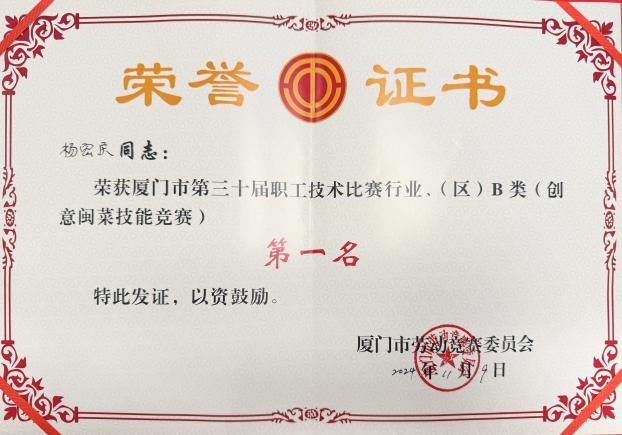 荣誉证书
杨宏庆同志：
荣获厦门市第三十届职工技术比赛行业、（区）B 类（创
意闽菜技能竞赛）
第一名
特此发证，以资鼓励。
厦门市劳动竞赛委员会
2024年11月9日